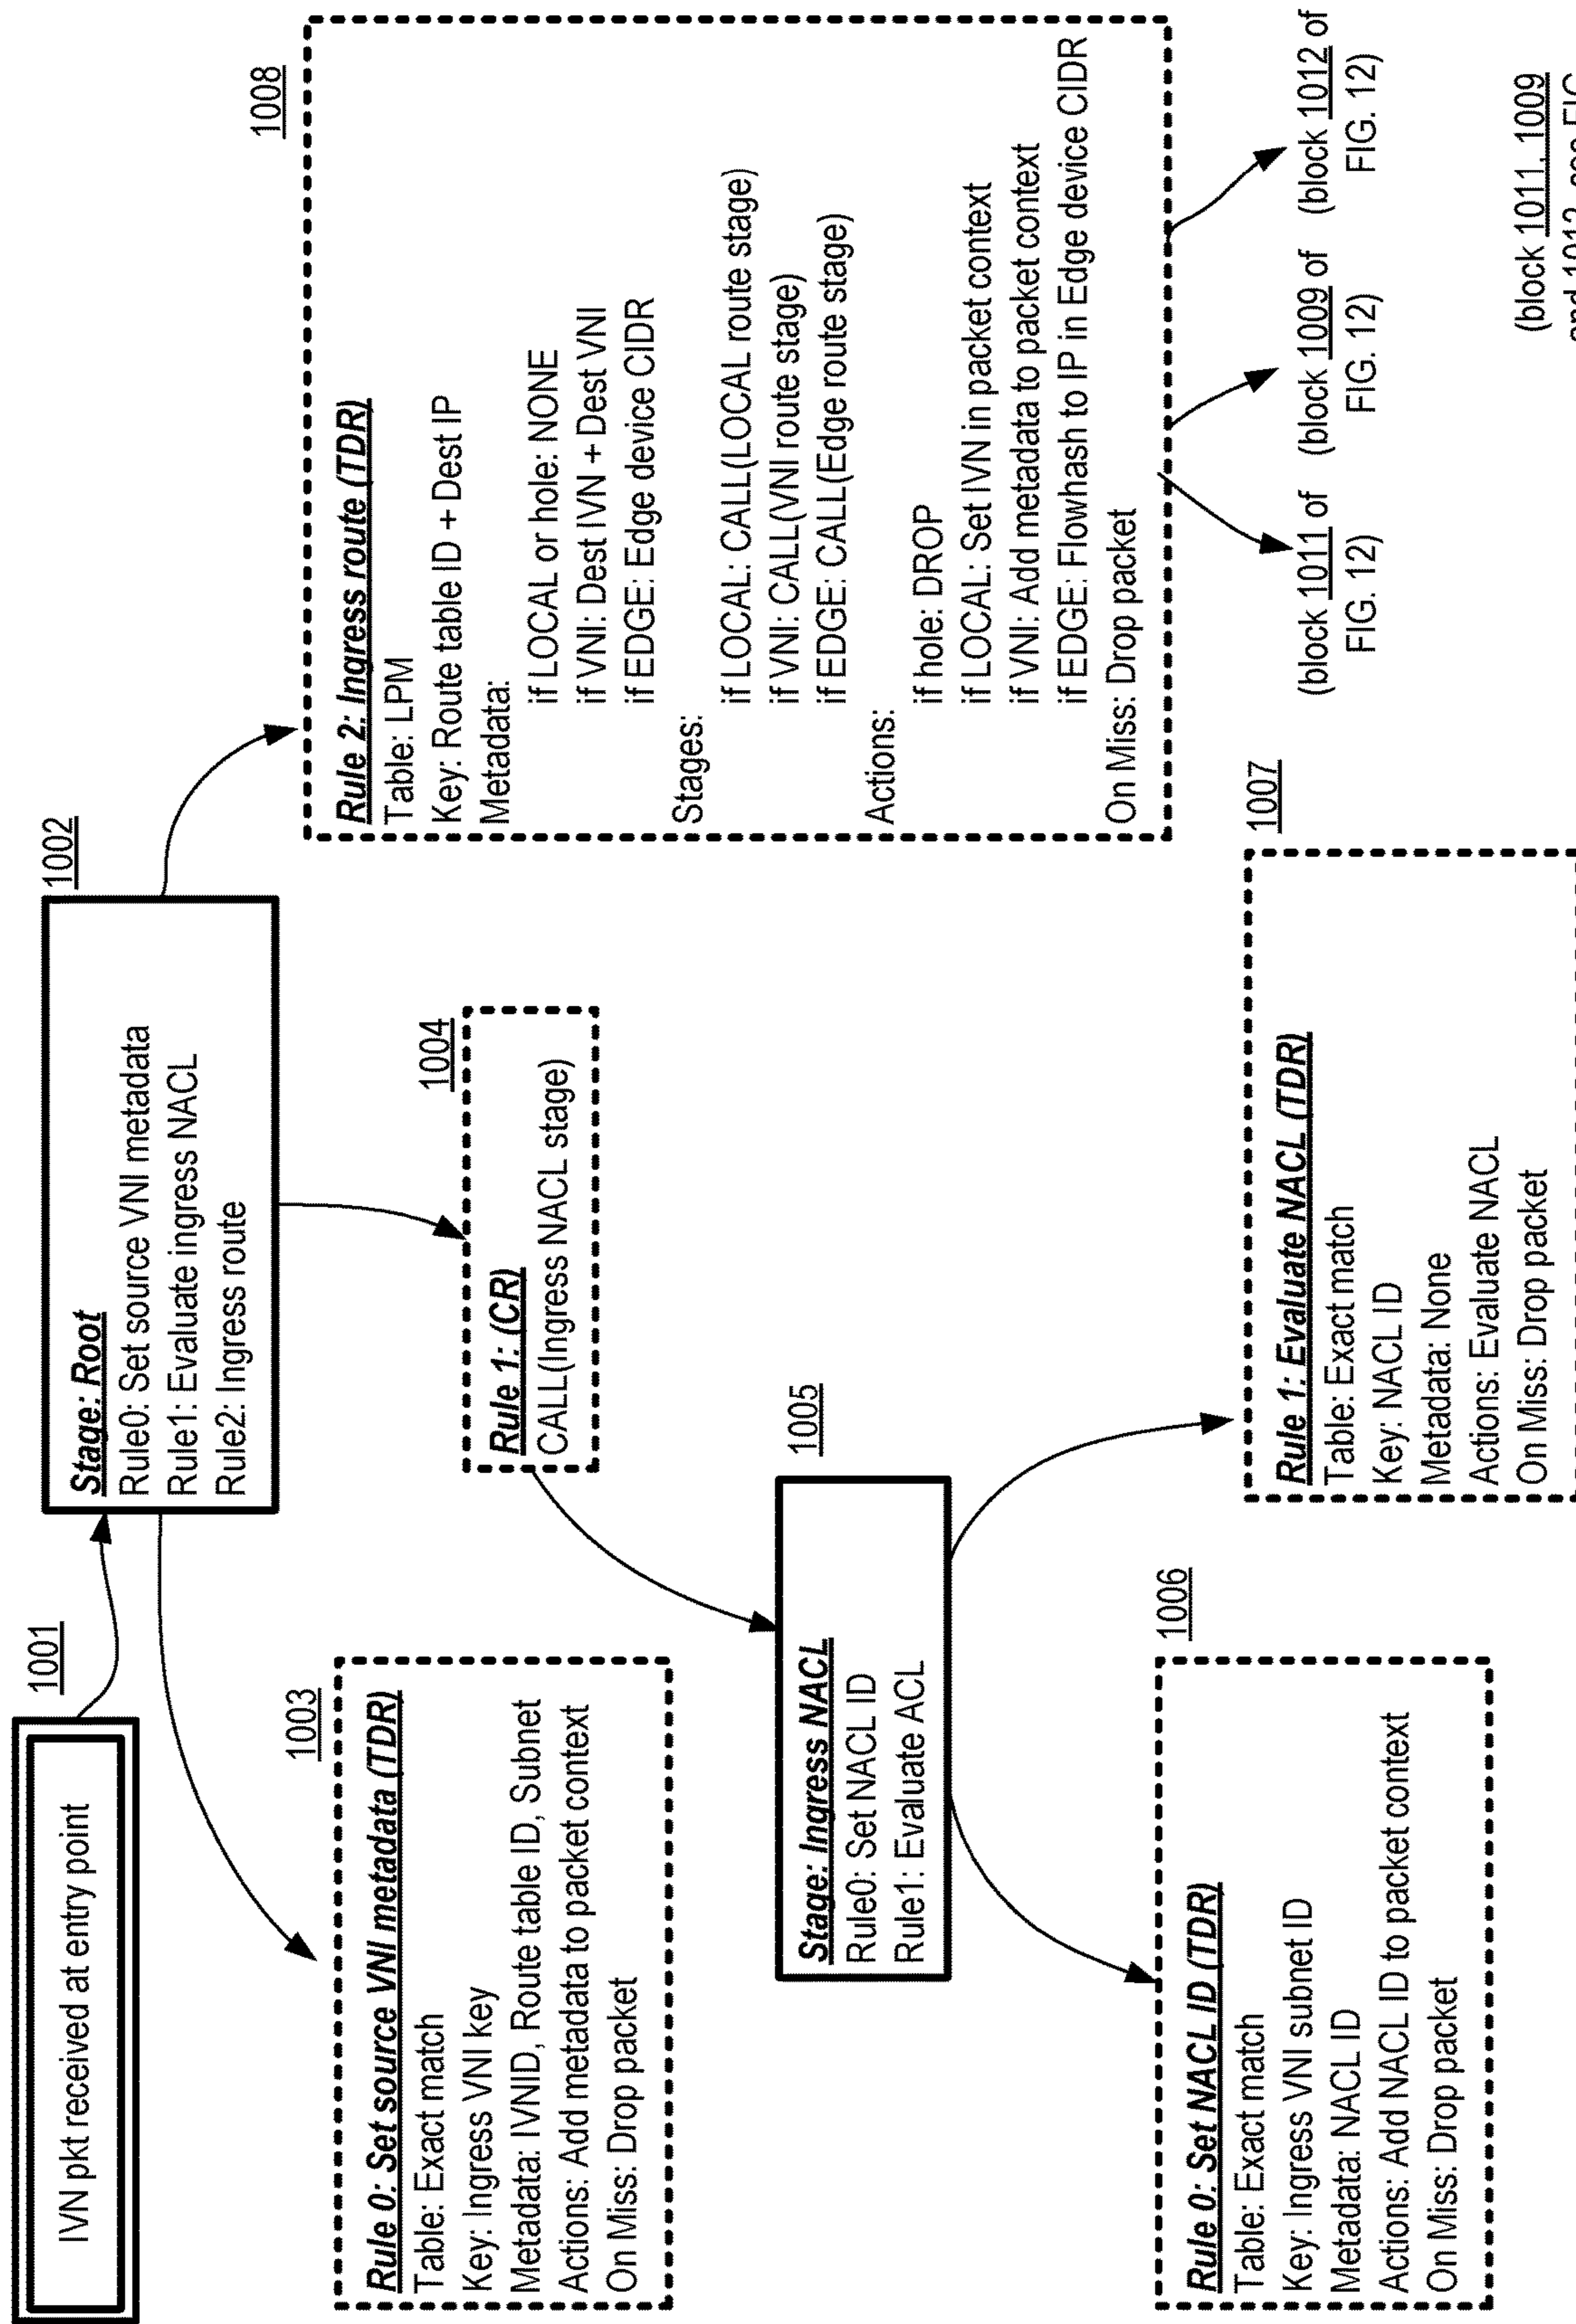 IVN pkt received at entry point
1001
1002
Stage: Root
Rule0: Set source VNI metadata
Rule1: Evaluate ingress NACL
Rule2: Ingress route
1003
Rule 0: Set source VNI metadata (TDR)
Table: Exact match
Key: Ingress VNI key
Metadata: IVNID, Route table ID, Subnet
Actions: Add metadata to packet context
On Miss: Drop packet
1004
Rule 1: (CR)
CALL(Ingress NACL stage)
1008
Rule 2: Ingress route (TDR)
Table: LPM
Key: Route table ID + Dest IP
Metadata:
if LOCAL or hole: NONE
if VNI: Dest IVN + Dest VNI
if EDGE: Edge device CIDR
Stages:
if LOCAL: CALL(LOCAL route stage)
if VNI: CALL(VNI route stage)
if EDGE: CALL(Edge route stage)
Actions:
if hole: DROP
if LOCAL: Set IVN in packet context
if VNI: Add metadata to packet context
if EDGE: Flowhash to IP in Edge device CIDR
On Miss: Drop packet
1005
Stage: Ingress NACL
Rule0: Set NACL ID
Rule1: Evaluate ACL
1006
Rule 0: Set NACL ID (TDR)
Table: Exact match
Key: Ingress VNI subnet ID
Metadata: NACL ID
Actions: Add NACL ID to packet context
On Miss: Drop packet
1007
Rule 1: Evaluate NACL (TDR)
Table: Exact match
Key: NACL ID
Metadata: None
Actions: Evaluate NACL
On Miss: Drop packet
(block 1011 of
FIG. 12)
(block 1009 of
FIG. 12)
(block 1012 of
FIG. 12)
(block 1011, 1009
and 1012, see FIG